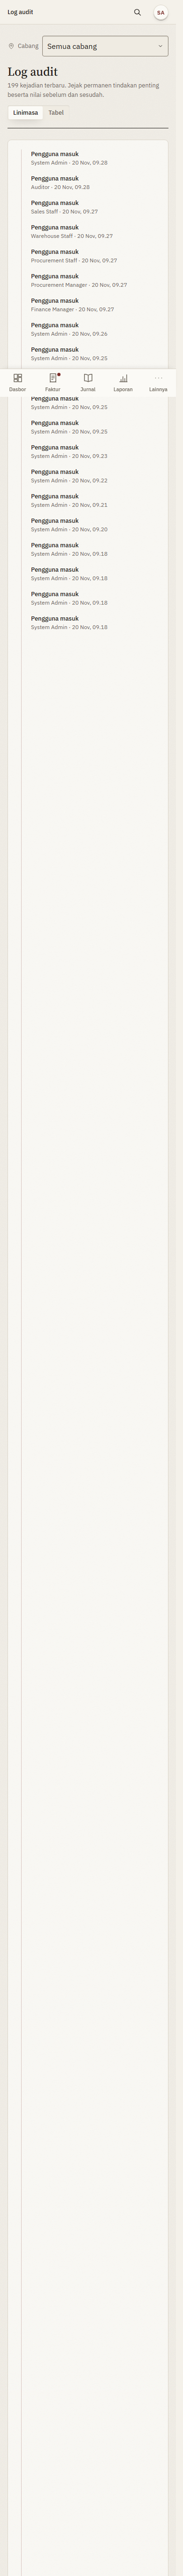 Log audit
SA
Cabang
Semua cabang
Log audit
199 kejadian terbaru. Jejak permanen tindakan penting
beserta nilai sebelum dan sesudah.
Linimasa
Tabel
Pengguna masuk
System Admin · 20 Nov, 09.28
Pengguna masuk
Auditor · 20 Nov, 09.28
Pengguna masuk
Sales Staff · 20 Nov, 09.27
Pengguna masuk
Warehouse Staff · 20 Nov, 09.27
Pengguna masuk
Procurement Staff · 20 Nov, 09.27
Pengguna masuk
Procurement Manager · 20 Nov, 09.27
Pengguna masuk
Finance Manager · 20 Nov, 09.27
Pengguna masuk
System Admin · 20 Nov, 09.26
Pengguna masuk
System Admin · 20 Nov, 09.25
Dasbor
Faktur
Jurnal
Laporan
Lainnya
Pengguna masuk
System Admin · 20 Nov, 09.25
Pengguna masuk
System Admin · 20 Nov, 09.25
Pengguna masuk
System Admin · 20 Nov, 09.23
Pengguna masuk
System Admin · 20 Nov, 09.22
Pengguna masuk
System Admin · 20 Nov, 09.21
Pengguna masuk
System Admin · 20 Nov, 09.20
Pengguna masuk
System Admin · 20 Nov, 09.18
Pengguna masuk
System Admin · 20 Nov, 09.18
Pengguna masuk
System Admin · 20 Nov, 09.18
Pengguna masuk
System Admin · 20 Nov, 09.18